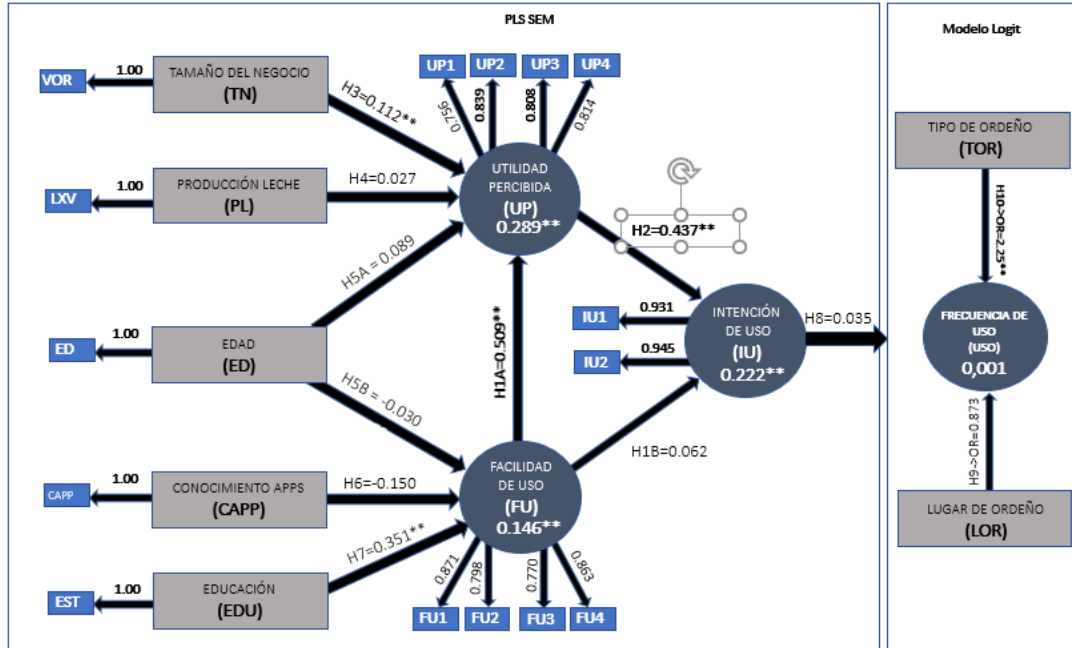 PLS SEM
Modelo Logit
VOR
1.00
TAMAÑO DEL NEGOCIO
(TN)
H3=0.112**
UP1
UP2
UP3
UP4
0.756
0.839
0.808
0.814
LXV
1.00
PRODUCCIÓN LECHE
(PL)
H4=0.027
UTILIDAD
PERCIBIDA
(UP)
0.289**
H2=0.437**
TIPO DE ORDEÑO
(TOR)
H10->OR=2.25**
H5A = 0.089
ED
1.00
EDAD
(ED)
H5B = -0.030
H1A=0.509**
IU1
0.931
IU2
0.945
INTENCIÓN
DE USO
(IU)
0.222**
H8=0.035
FRECUENCIA DE
USO
(USO)
0,001
H1B=0.062
H9->OR=0.873
CAPP
1.00
CONOCIMIENTO APPS
(CAPP)
H6=-0.150
FACILIDAD
DE USO
(FU)
0.146**
LUGAR DE ORDEÑO
(LOR)
EST
1.00
EDUCACIÓN
(EDU)
H7=0.351**
0.871
0.798
0.770
0.863
FU1
FU2
FU3
FU4